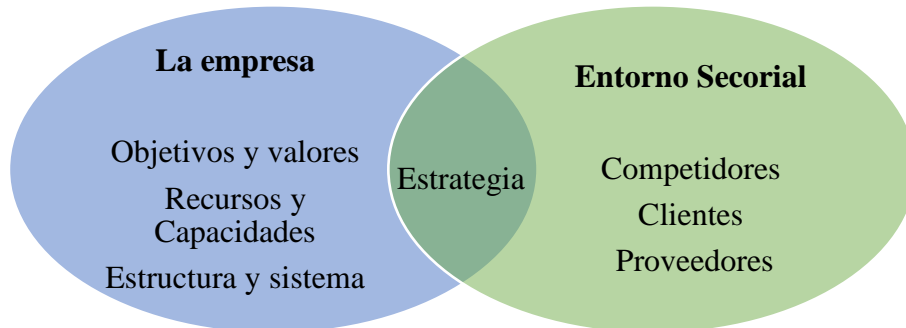 La empresa
Objetivos y valores
Recursos y
Capacidades
Estructura y sistema
Estrategia
Entorno Secorial
Competidores
Clientes
Proveedores